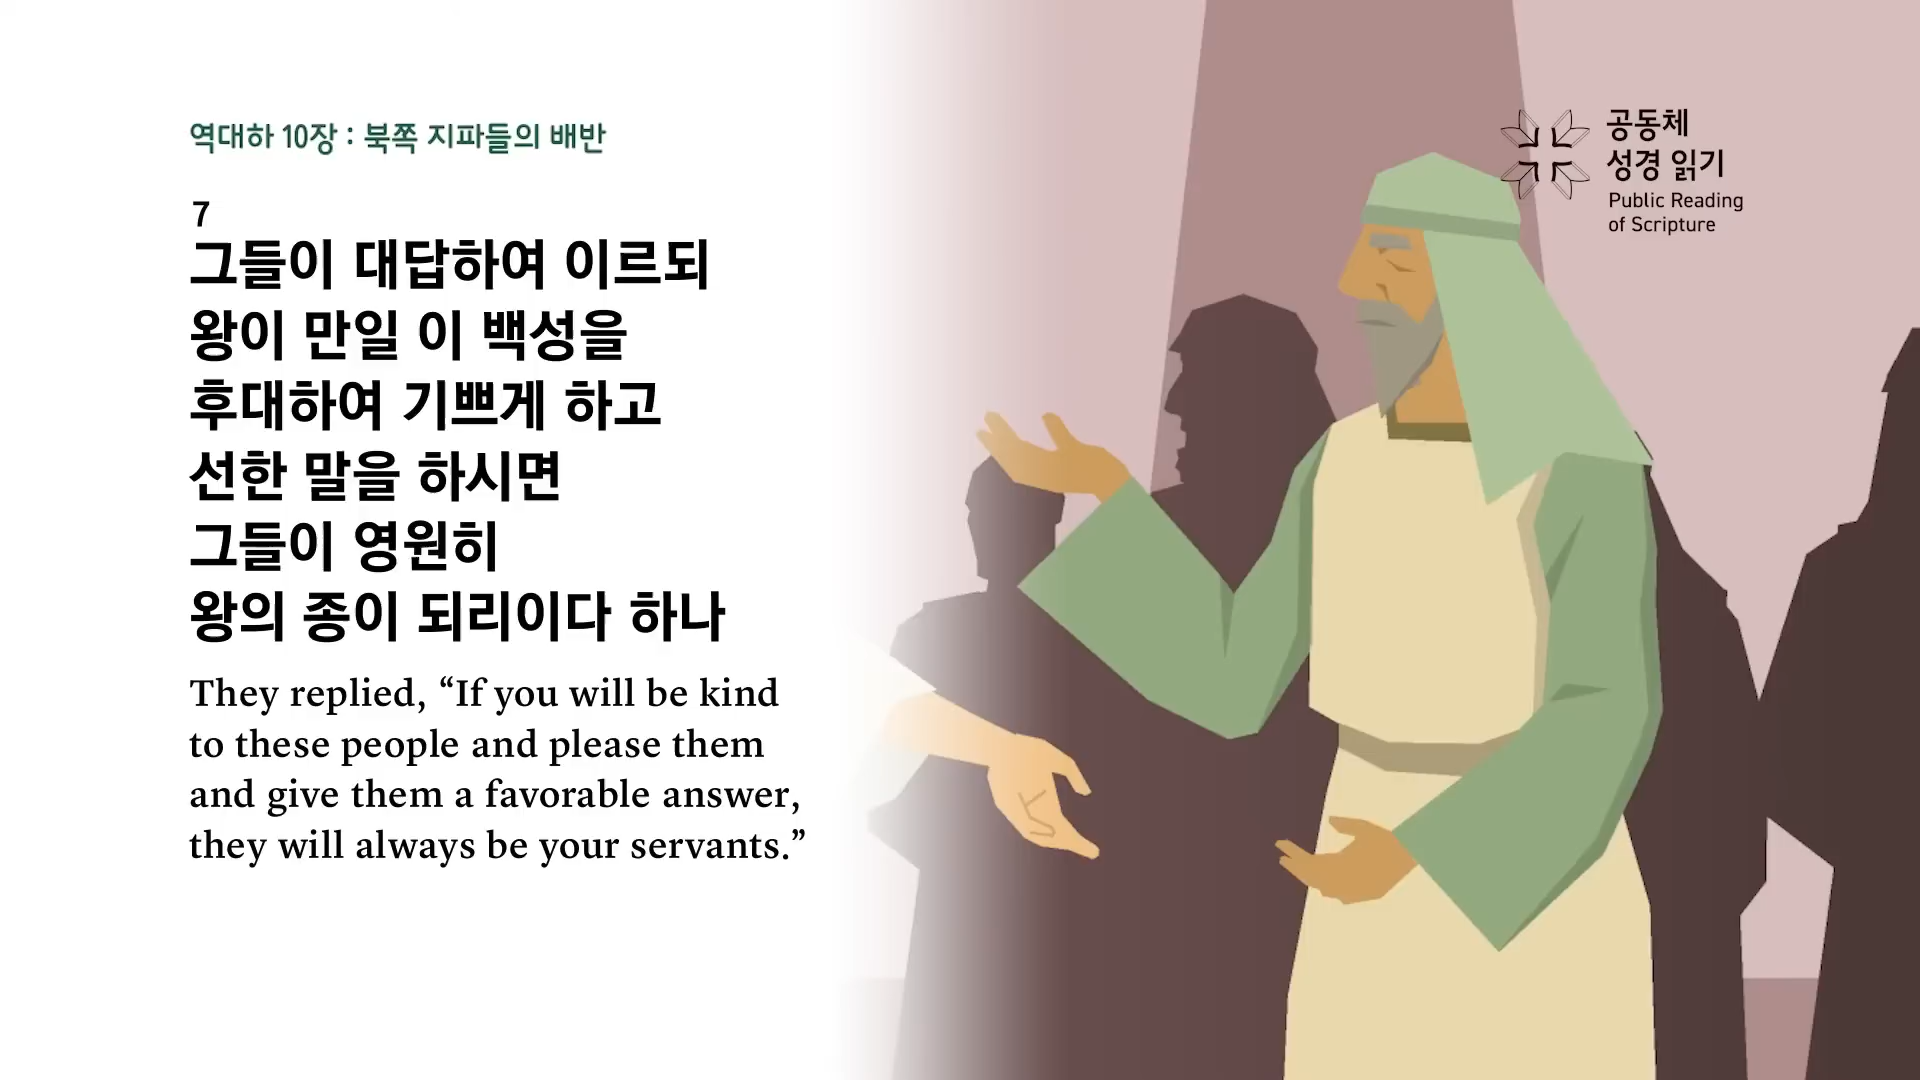 역대하 10장 : 북쪽 지파들의 배반
7
그들이 대답하여 이르되
왕이 만일 이 백성을
후대하여 기쁘게 하고
선한 말을 하시면
그들이 영원히
왕의 종이 되리이다 하나
They replied, “If you will be kind
to these people and please them
and give them a favorable answer,
they will always be your servants.”
공동체
성경 읽기
Public Reading
of Scripture